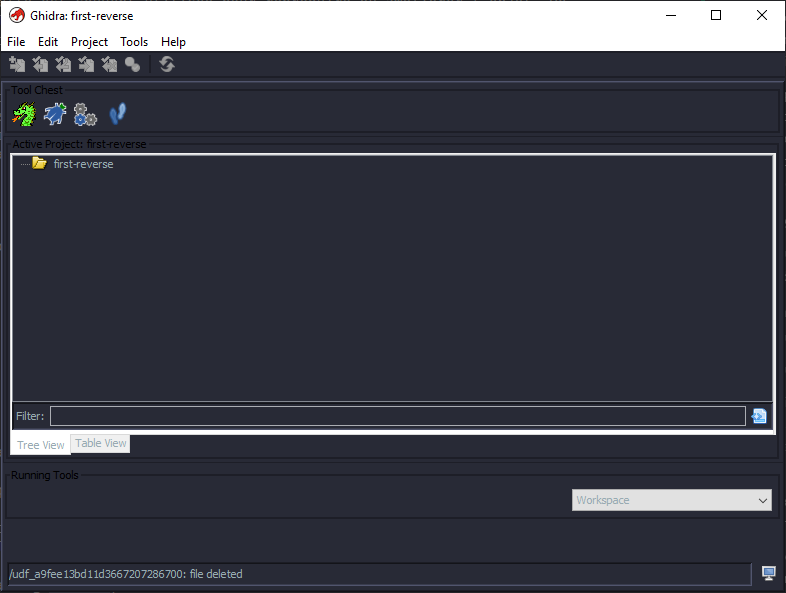 Ghidra: first-reverse
File Edit Project Tools Help
Tool Chest
Active Project: first-reverse
first-reverse
Filter:
Tree View Table View
Running Tools
Workspace
/udf_a9fee13bd11d3667207286700: file deleted